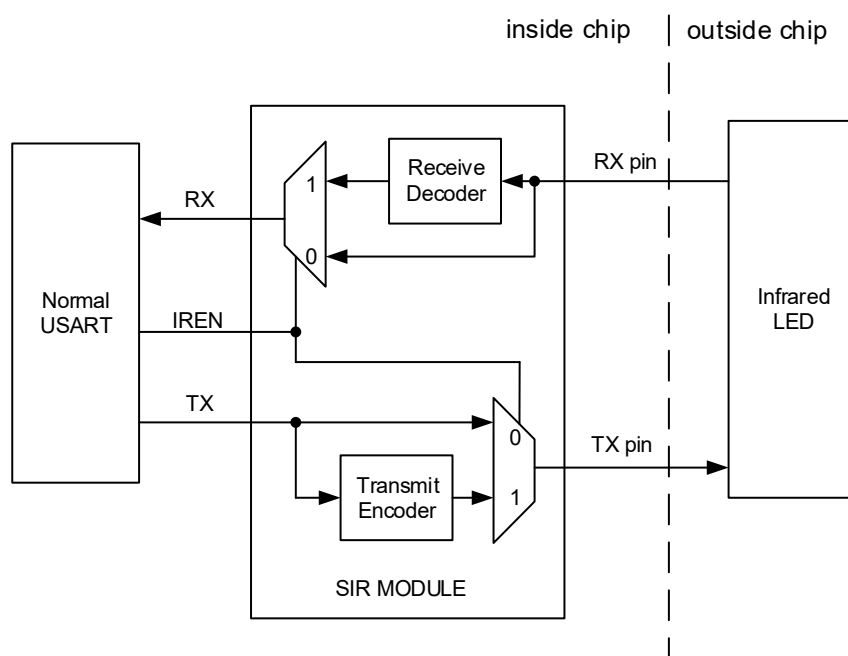 inside chip
outside chip
Receive
Decoder
RX pin
1
RX
0
Normal
USART
Infrared
LED
IREN
TX
0
TX pin
Transmit
Encoder
1
SIR MODULE